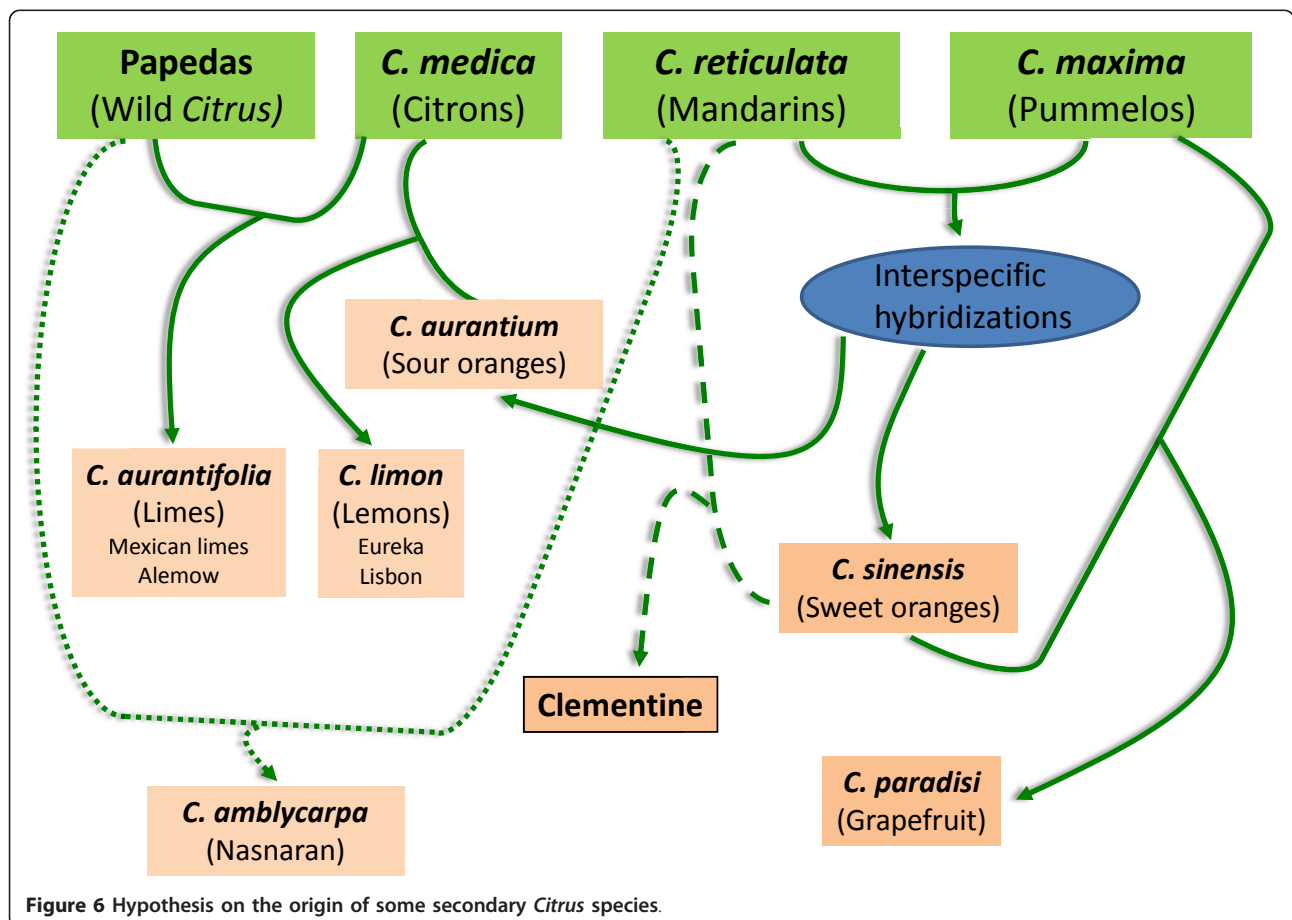 Papedas
(Wild Citrus)
C. medica
(Citrons)
C. reticulata
(Mandarins)
C. maxima
(Pummelos)
Interspecific
hybridizations
C. aurantium
(Sour oranges)
C. aurantifolia
(Limes)
Mexican limes
Alemow
C. limon
(Lemons)
Eureka
Lisbon
C. sinensis
(Sweet oranges)
Clementine
C. paradisi
(Grapefruit)
C. amblycarpa
(Nasnaran)
Figure 6 Hypothesis on the origin of some secondary Citrus species.